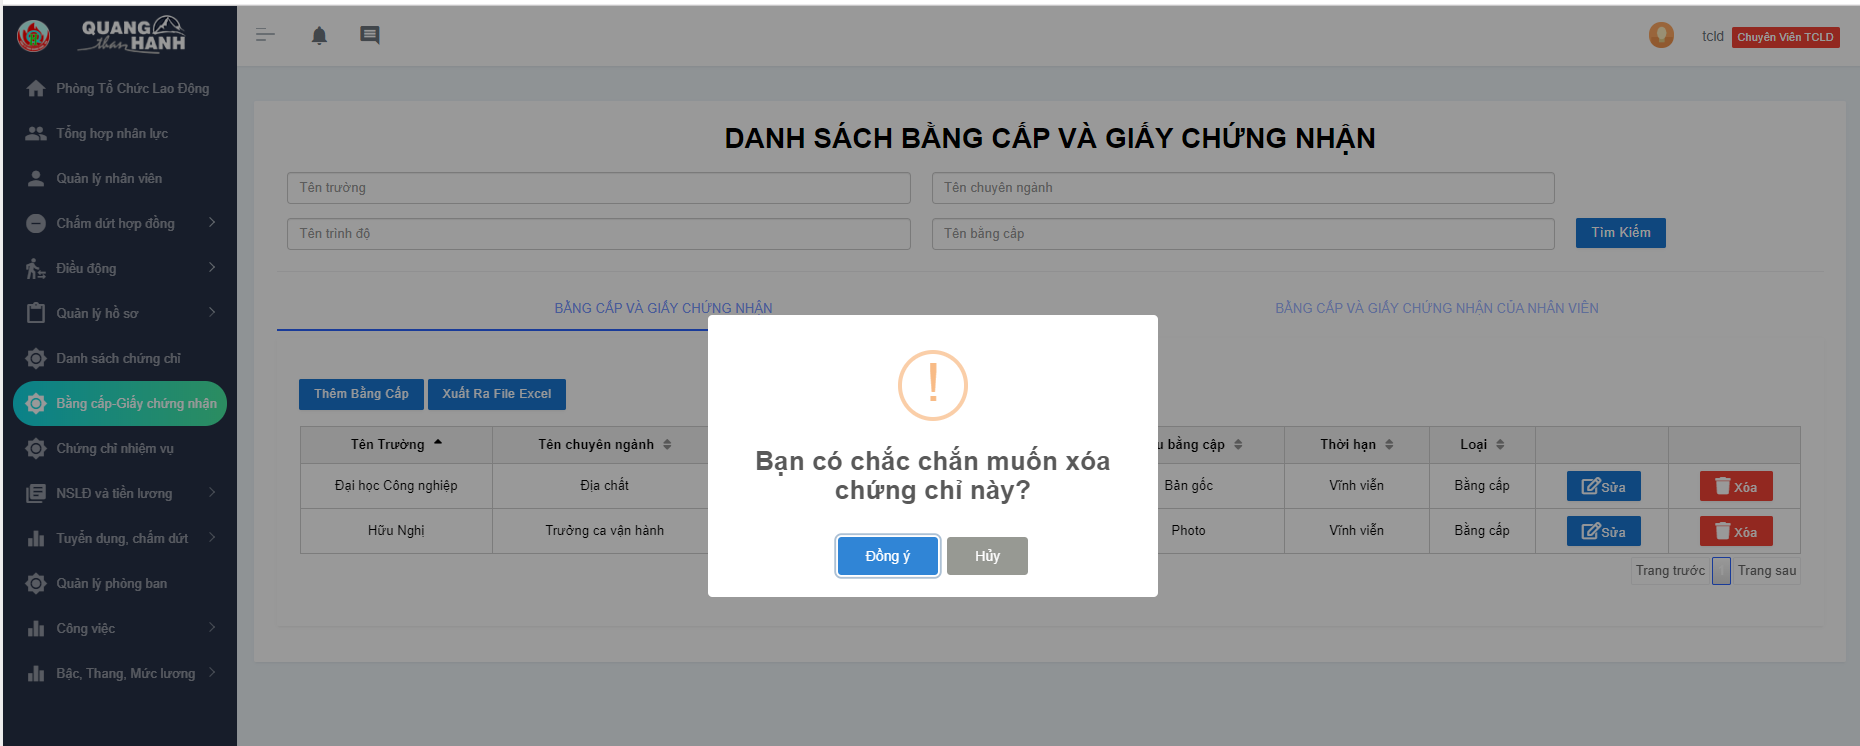 QUANG
than HANH
tcld Chuyên Viên TCLD
Phòng Tổ Chức Lao Động
Tổng hợp nhân lực
Quản lý nhân viên
Chấm dứt hợp đồng
Điều động
Quản lý hồ sơ
Danh sách chứng chỉ
Bằng cấp-Giấy chứng nhận
Chứng chỉ nhiệm vụ
NSLĐ và tiền lương
Tuyển dụng, chấm dứt
Quản lý phòng ban
Công việc
Bậc, Thang, Mức lương
DANH SÁCH BẰNG CẤP VÀ GIẤY CHỨNG NHẬN
Tên trường Tên chuyên ngành
Tên trình độ Tên bằng cấp Tìm Kiếm
BẰNG CẤP VÀ GIẤY CHỨNG NHẬN BẰNG CẤP VÀ GIẤY CHỨNG NHẬN CỦA NHÂN VIÊN
Thêm Bằng Cấp Xuất Ra File Excel
Tên Trường Tên chuyên ngành u bằng cập Thời hạn Loại
Đại học Công nghiệp Địa chất Bản gốc Vĩnh viễn Bằng cấp Sửa Xóa
Hữu Nghị Trưởng ca vận hành Photo Vĩnh viễn Bằng cấp Sửa Xóa
Trang trước Trang sau
!
Bạn có chắc chắn muốn xóa
chứng chỉ này?
Đồng ý Hủy